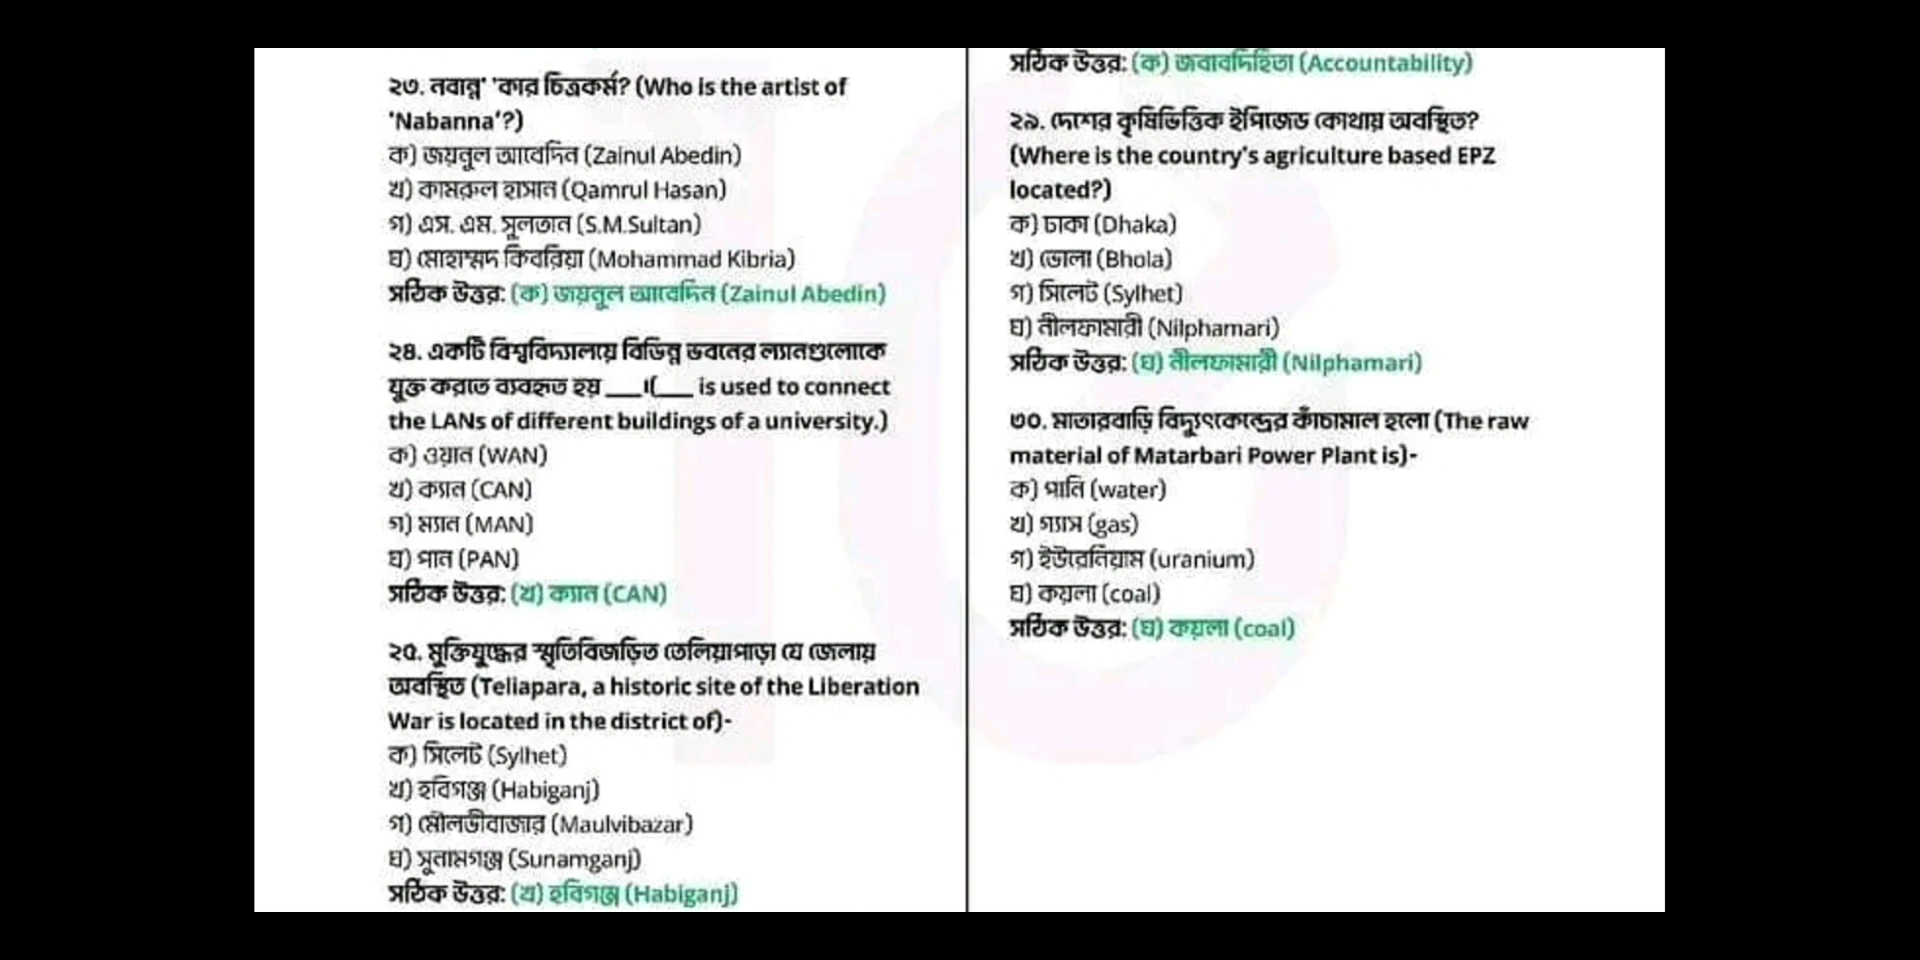 ২৩. নবান্ন' 'কার চিত্রকর্ম? (Who is the artist of
'Nabanna'?)
ক) জয়নুল আবেদিন (Zainul Abedin)
খ) কামরুল হাসান (Qamrul Hasan)
গ) এস. এম. সুলতান (S.M.Sultan)
ঘ) মোহাম্মদ কিবরিয়া (Mohammad Kibria)
সঠিক উত্তর: (ক) জয়নুল আবেদিন (Zainul Abedin)
২৪. একটি বিশ্ববিদ্যালয়ে বিভিন্ন ভবনের ল্যানগুলোকে
যুক্ত করতে ব্যবহৃত হয় ___।(___ is used to connect
the LANs of different buildings of a university.)
ক) ওয়ান (WAN)
খ) ক্যান (CAN)
গ) ম্যান (MAN)
ঘ) পান (PAN)
সঠিক উত্তর: (খ) ক্যান (CAN)
২৫. মুক্তিযুদ্ধের স্মৃতিবিজড়িত তেলিয়াপাড়া যে জেলায়
অবস্থিত (Teliapara, a historic site of the Liberation
War is located in the district of)-
ক) সিলেট (Sylhet)
খ) হবিগঞ্জ (Habiganj)
গ) মৌলভীবাজার (Maulvibazar)
ঘ) সুনামগঞ্জ (Sunamganj)
সঠিক উত্তর: (খ) হবিগঞ্জ (Habiganj)
সঠিক উত্তর: (ক) জবাবদিহিতা (Accountability)
২৯. দেশের কৃষিভিত্তিক ইপিজেড কোথায় অবস্থিত?
(Where is the country's agriculture based EPZ
located?)
ক) ঢাকা (Dhaka)
খ) ভোলা (Bhola)
গ) সিলেট (Sylhet)
ঘ) নীলফামারী (Nilphamari)
সঠিক উত্তর: (ঘ) নীলফামারী (Nilphamari)
৩০. মাতারবাড়ি বিদ্যুৎকেন্দ্রের কাঁচামাল হলো (The raw
material of Matarbari Power Plant is)-
ক) পানি (water)
খ) গ্যাস (gas)
গ) ইউরেনিয়াম (uranium)
ঘ) কয়লা (coal)
সঠিক উত্তর: (ঘ) কয়লা (coal)